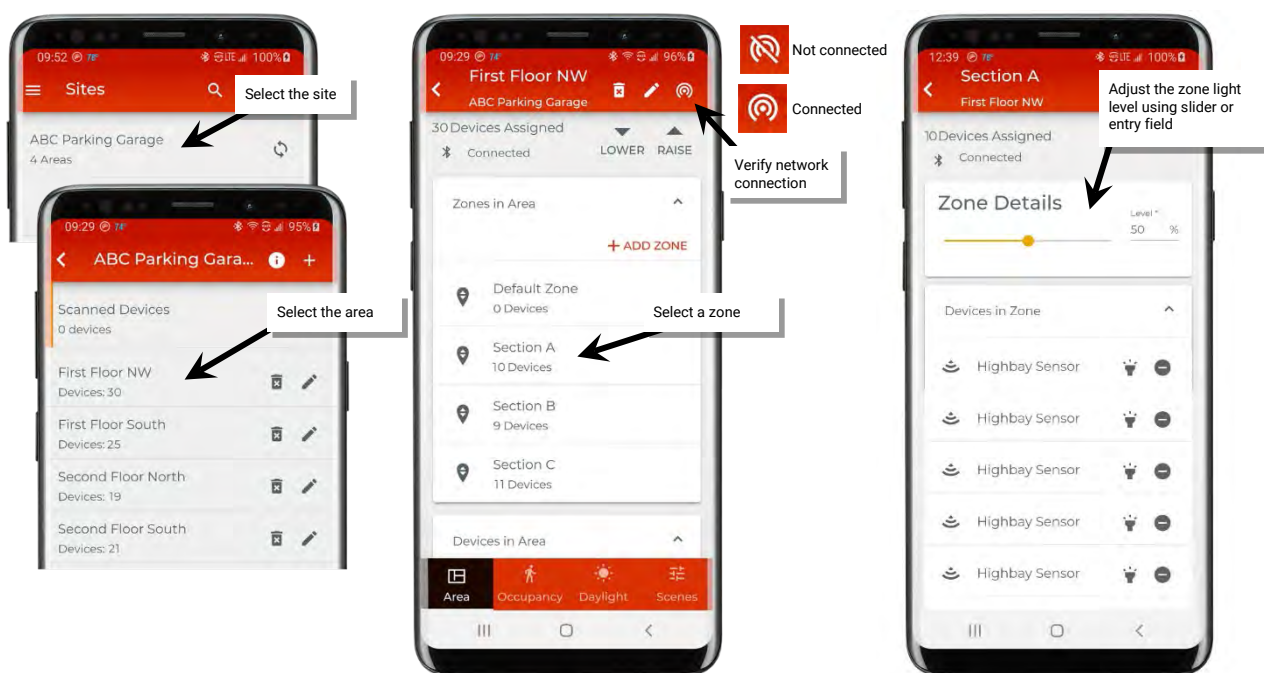 09:52
78°
LTE
100%
Sites
Select the site
ABC Parking Garage
4 Areas
09:29
74°
95%
ABC Parking Gara...
Scanned Devices
0 devices
Select the area
First Floor NW
Devices: 30
First Floor South
Devices: 25
Second Floor North
Devices: 19
Second Floor South
Devices: 21
09:29
74°
96%
First Floor NW
ABC Parking Garage
Not connected
Connected
Verify network
connection
30 Devices Assigned
Connected
LOWER RAISE
Zones in Area
+ ADD ZONE
Default Zone
0 Devices
Select a zone
Section A
10 Devices
Section B
9 Devices
Section C
11 Devices
Devices in Area
Area Occupancy Daylight Scenes
12:39
LTE
100%
Section A
First Floor NW
Adjust the zone light
level using slider or
entry field
10 Devices Assigned
Connected
Zone Details
Level *
50 %
Devices in Zone
Highbay Sensor
Highbay Sensor
Highbay Sensor
Highbay Sensor
Highbay Sensor